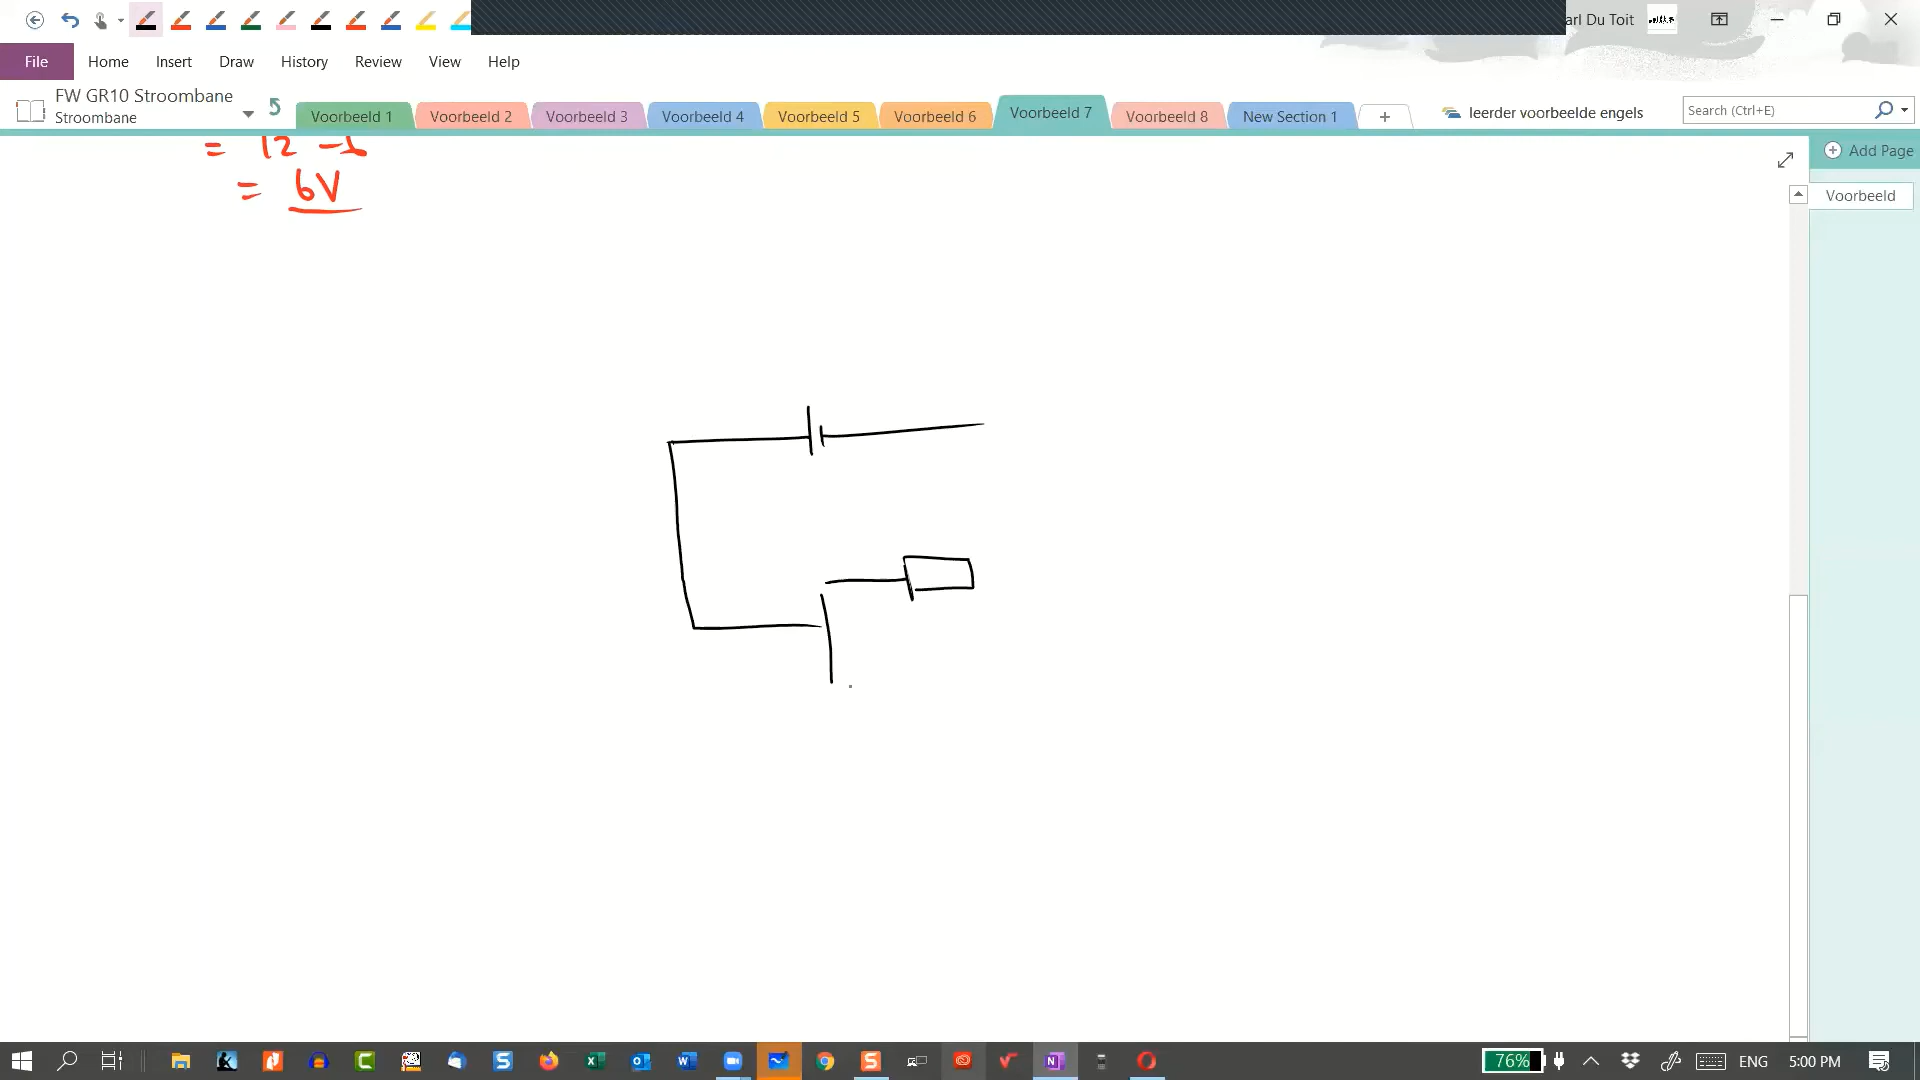 arl Du Toit
File Home Insert Draw History Review View Help
FW GR10 Stroombane
Stroombane
Voorbeeld 1 Voorbeeld 2 Voorbeeld 3 Voorbeeld 4 Voorbeeld 5 Voorbeeld 6 Voorbeeld 7 Voorbeeld 8 New Section 1 + leerder voorbeelde engels Search (Ctrl+E)
Add Page
Voorbeeld
= 12 -
= 6V
76% ENG 5:00 PM